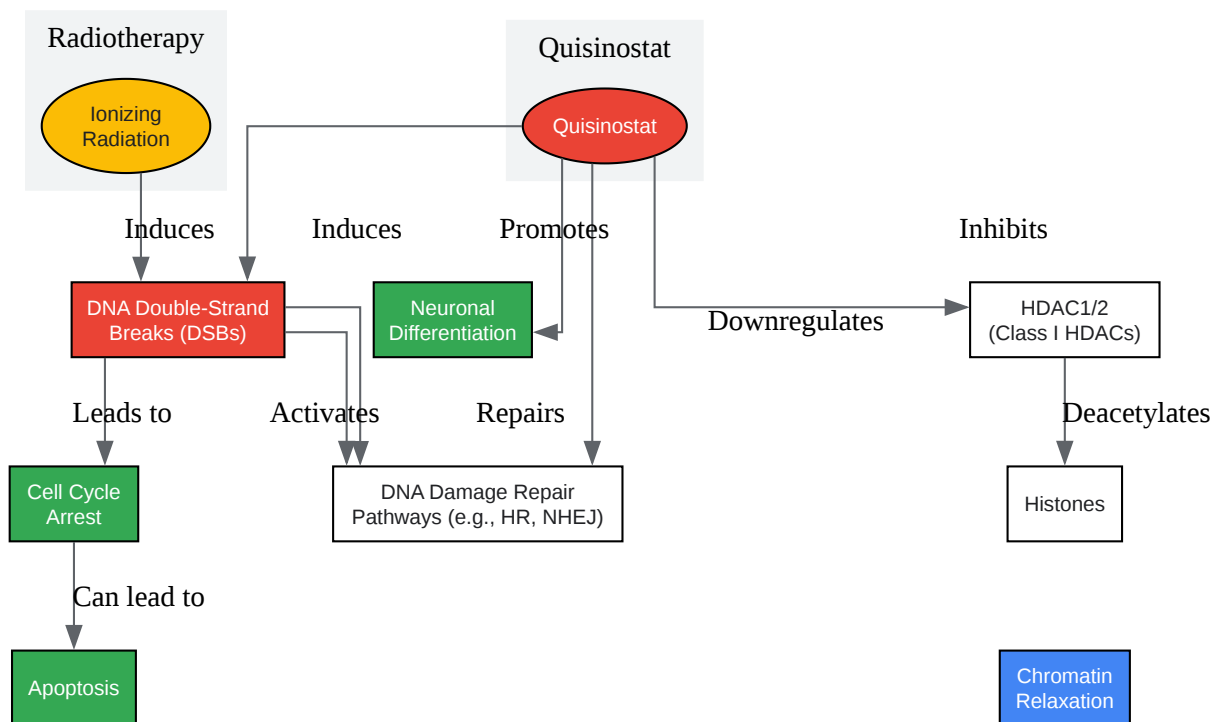 Radiotherapy
Quisinostat
Ionizing
Radiation
Quisinostat
Induces
Induces
Promotes
Inhibits
DNA Double-Strand
Breaks (DSBs)
Neuronal
Differentiation
Downregulates
HDAC1/2
(Class I HDACs)
Leads to
Activates
Repairs
Deacetylates
Cell Cycle
Arrest
DNA Damage Repair
Pathways (e.g., HR, NHEJ)
Histones
Can lead to
Apoptosis
Chromatin
Relaxation